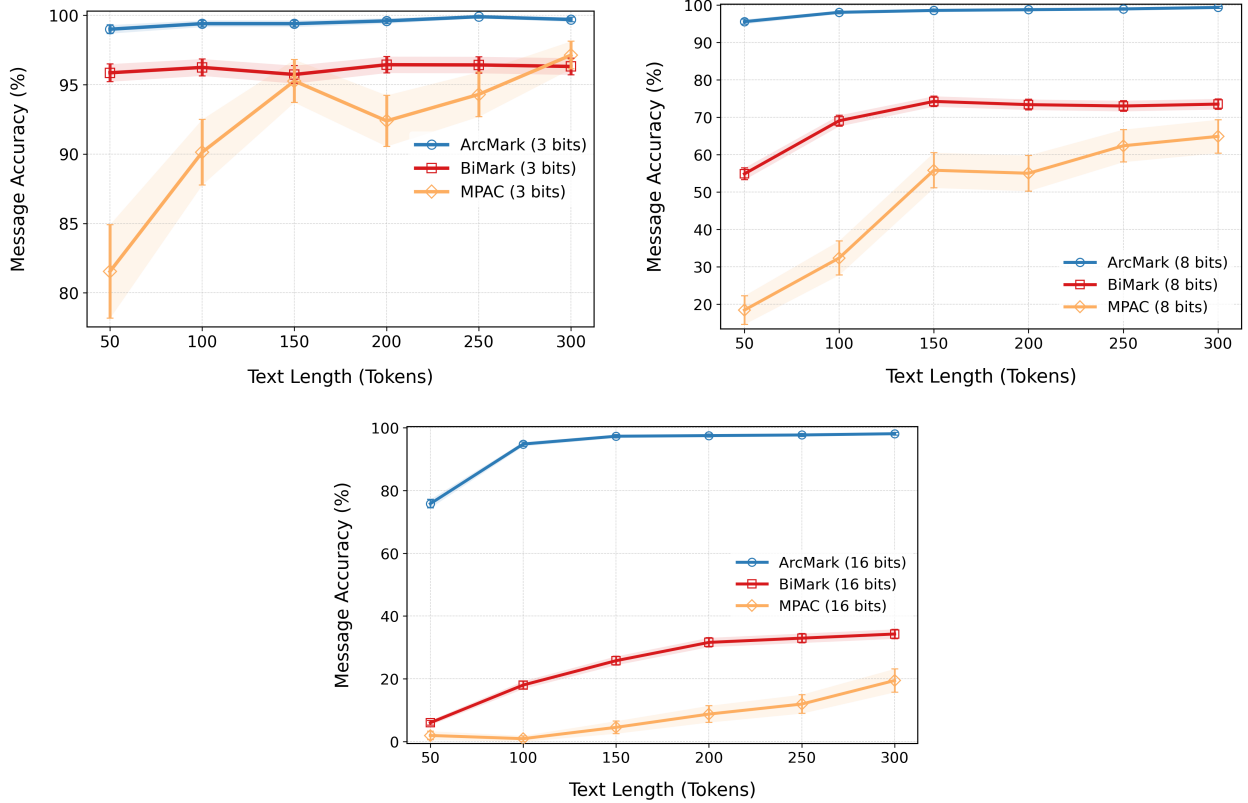 100
95
90
85
80
Message Accuracy (%)
ArcMark (3 bits)
BiMark (3 bits)
MPAC (3 bits)
50 100 150 200 250 300
Text Length (Tokens)
100
90
80
70
60
50
40
30
20
Message Accuracy (%)
ArcMark (8 bits)
BiMark (8 bits)
MPAC (8 bits)
50 100 150 200 250 300
Text Length (Tokens)
100
80
60
40
20
0
Message Accuracy (%)
ArcMark (16 bits)
BiMark (16 bits)
MPAC (16 bits)
50 100 150 200 250 300
Text Length (Tokens)